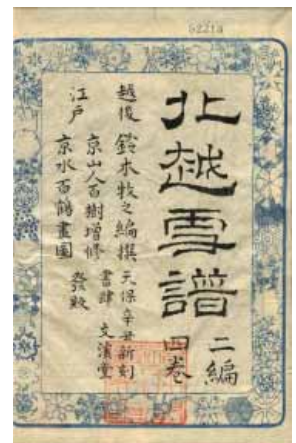 北越雪譜
二編
四巻
越後 鈴木牧之編撰
京山人百樹増修
江戸 京水百鶴畫圖
天保辛丑新刻
書肆 文溪堂
發販